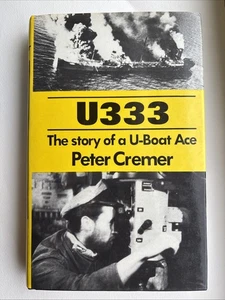 U333
The story of a U-Boat Ace
Peter Cremer